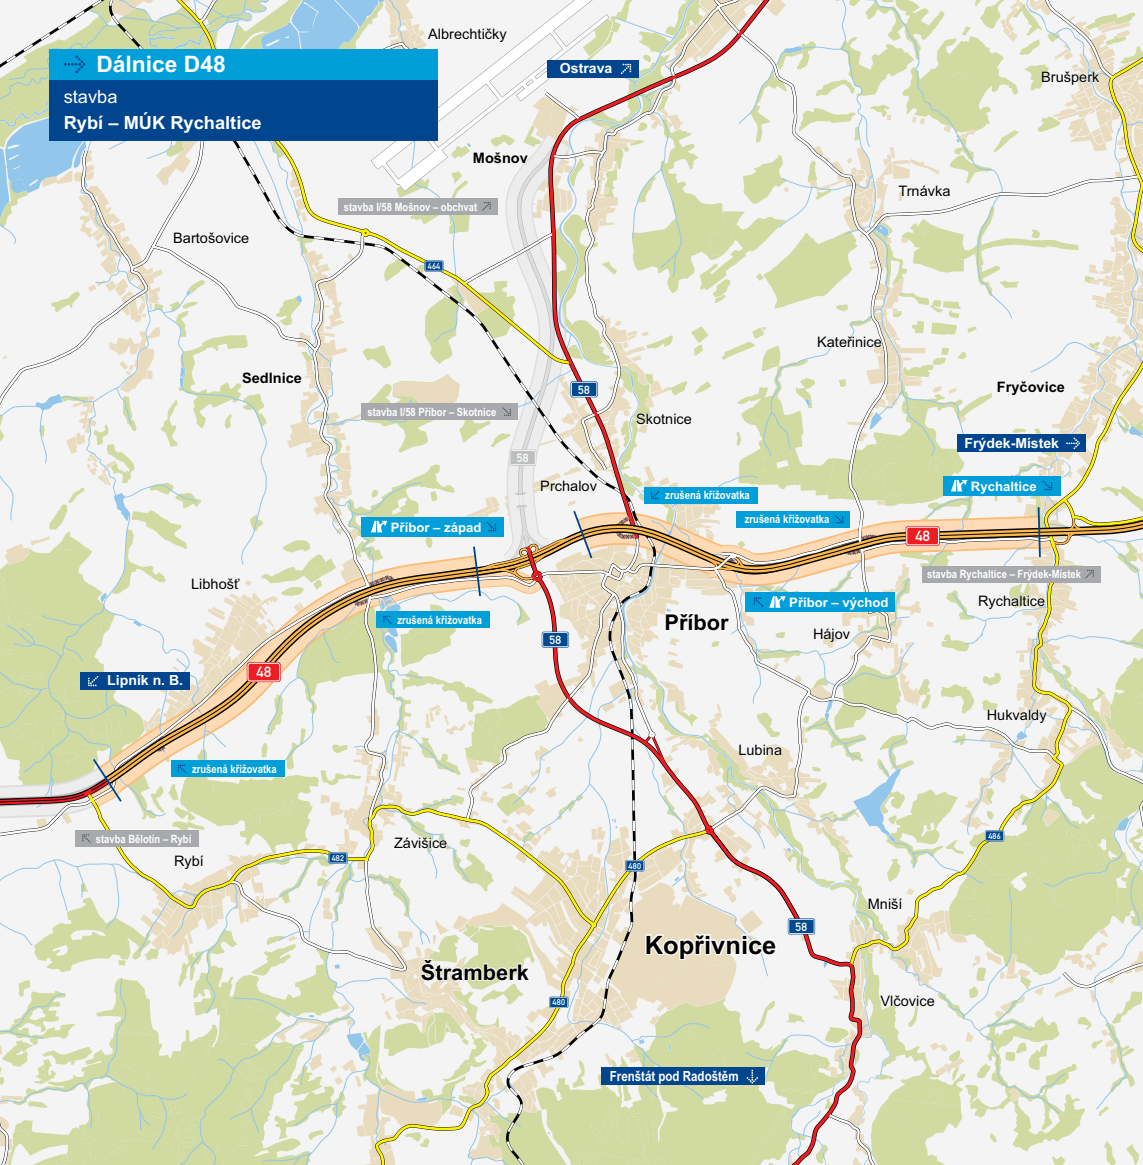 Albrechtičky
Dálnice D48
stavba
Rybí – MÚK Rychaltice
Ostrava
Brušperk
Mošnov
Trnávka
stavba I/58 Mošnov – obchvat
Bartošovice
464
Kateřinice
Sedlnice
Fryčovice
58
stavba I/58 Příbor – Skotnice
Skotnice
Frýdek-Místek
58
Prchalov
Rychaltice
zrušená křižovatka
zrušená křižovatka
Příbor – západ
48
stavba Rychaltice – Frýdek-Místek
Libhošť
Rychaltice
Příbor – východ
zrušená křižovatka
Příbor
Hájov
58
48
Lipník n. B.
Hukvaldy
Lubina
zrušená křižovatka
stavba Bělotín – Rybí
486
Závišice
Rybí
482
480
Mniší
58
Kopřivnice
Štramberk
480
Vlčovice
Frenštát pod Radoštěm